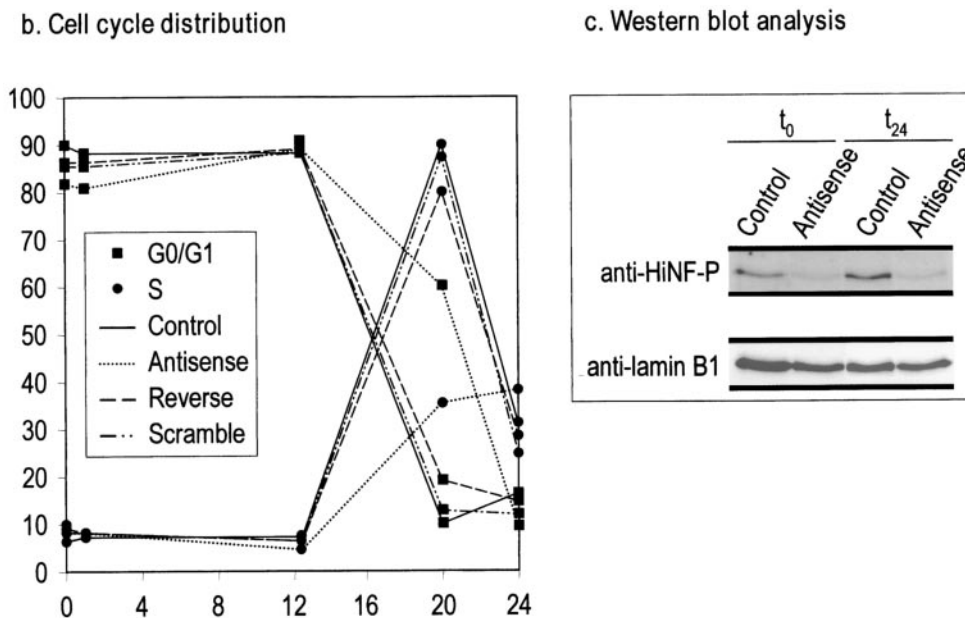 b. Cell cycle distribution
100
90
80
70
60
50
40
30
20
10
0
G0/G1
S
Control
Antisense
Reverse
Scramble
0 4 8 12 16 20 24
c. Western blot analysis
t0 t24
Control Antisense Control Antisense
anti-HiNF-P
anti-lamin B1